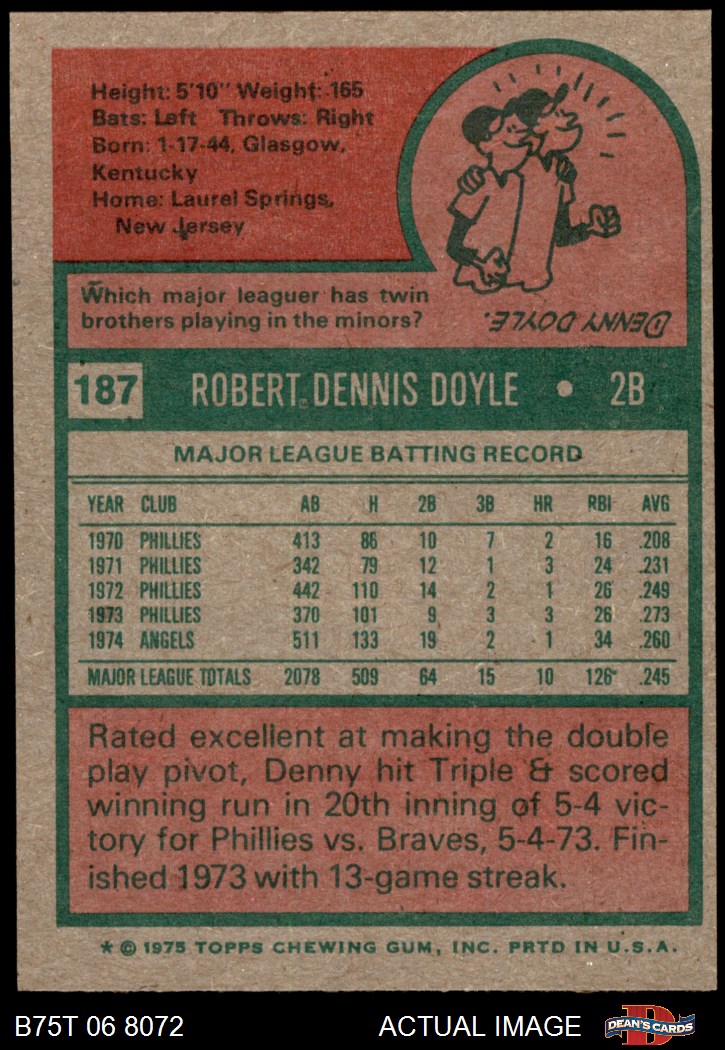 Height: 5'10" Weight: 165
Bats: Left Throws: Right
Born: 1-17-44, Glasgow,
Kentucky
Home: Laurel Springs,
New Jersey
Which major leaguer has twin
brothers playing in the minors?
DENNY DOYLE.
187 ROBERT DENNIS DOYLE • 2B
MAJOR LEAGUE BATTING RECORD
YEAR CLUB AB H 2B 3B HR RBI AVG
1970 PHILLIES 413 86 10 7 2 16 .208
1971 PHILLIES 342 79 12 1 3 24 .231
1972 PHILLIES 442 110 14 2 1 26 .249
1973 PHILLIES 370 101 9 3 3 26 .273
1974 ANGELS 511 133 19 2 1 34 .260
MAJOR LEAGUE TOTALS 2078 509 64 15 10 126 .245
Rated excellent at making the double
play pivot, Denny hit Triple & scored
winning run in 20th inning of 5-4 vic-
tory for Phillies vs. Braves, 5-4-73. Fin-
ished 1973 with 13-game streak.
* © 1975 TOPPS CHEWING GUM, INC. PRTD IN U.S.A.
B75T 06 8072 ACTUAL IMAGE
D
DEAN'S CARDS